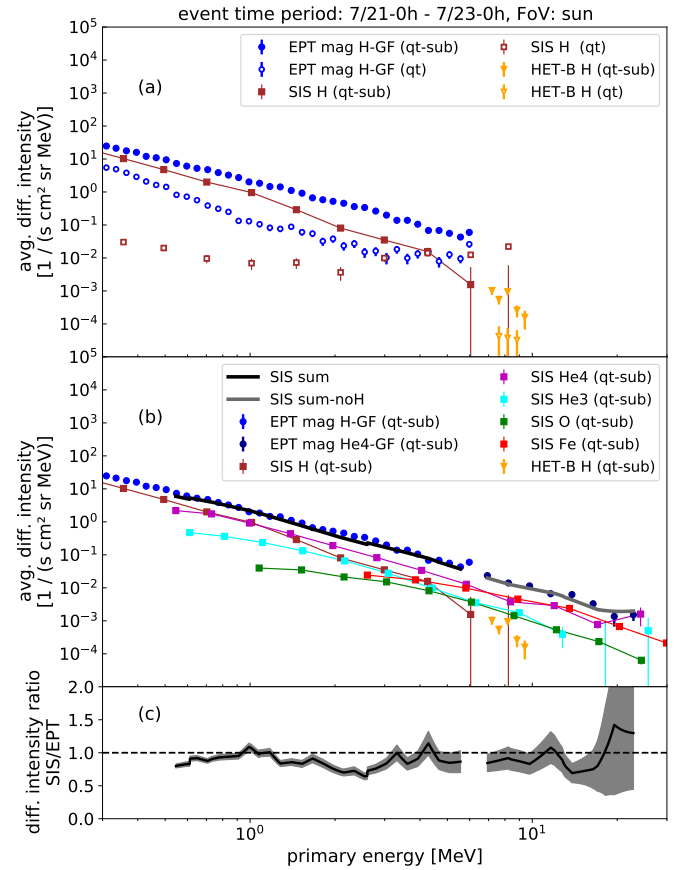 event time period: 7/21-0h - 7/23-0h, FoV: sun
10⁵
10⁴
10³
10²
10¹
10⁰
10⁻¹
10⁻²
10⁻³
10⁻⁴
10⁵
avg. diff. intensity
[1 / (s cm² sr MeV)]
(a)
EPT mag H-GF (qt-sub)
EPT mag H-GF (qt)
SIS H (qt-sub)
SIS H  (qt)
HET-B H (qt-sub)
HET-B H (qt)
10⁴
10³
10²
10¹
10⁰
10⁻¹
10⁻²
10⁻³
10⁻⁴
avg. diff. intensity
[1 / (s cm² sr MeV)]
(b)
SIS sum
SIS sum-noH
EPT mag H-GF (qt-sub)
EPT mag He4-GF (qt-sub)
SIS H (qt-sub)
SIS He4 (qt-sub)
SIS He3 (qt-sub)
SIS O (qt-sub)
SIS Fe (qt-sub)
HET-B H (qt-sub)
2.0
1.5
1.0
0.5
0.0
diff. intensity ratio
SIS/EPT
(c)
10⁰
10¹
primary energy [MeV]